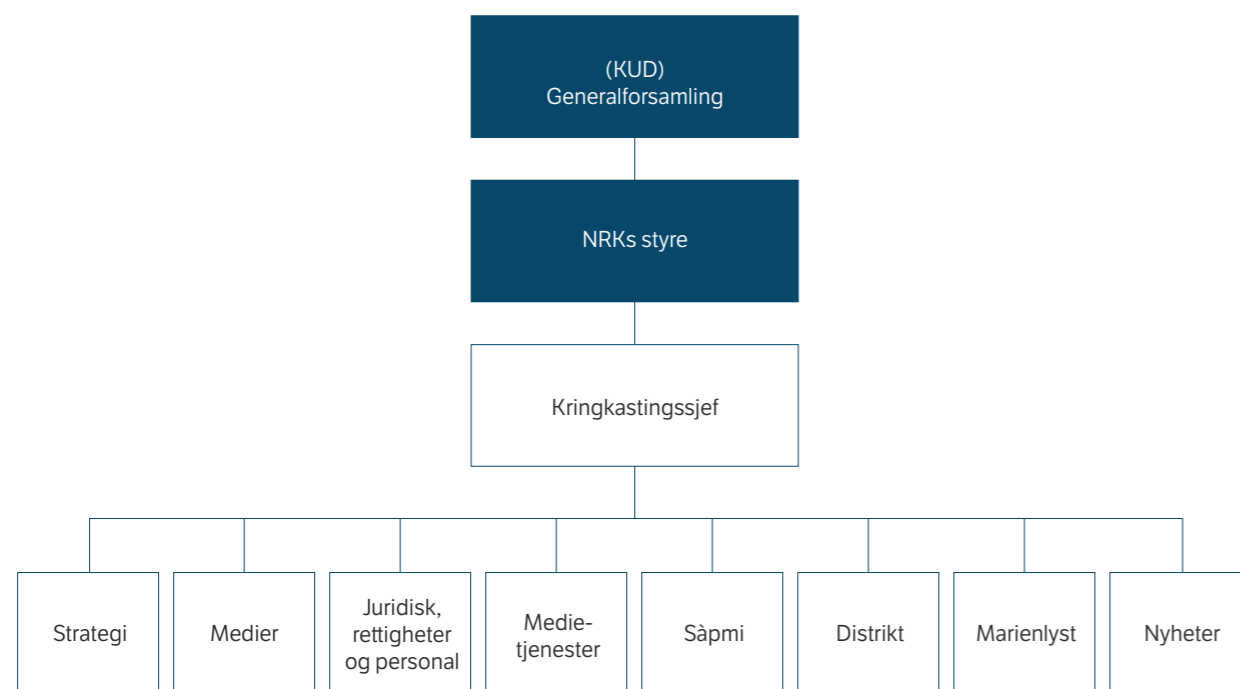 (KUD)
Generalforsamling
NRKs styre
Kringkastingssjef
Strategi
Medier
Juridisk,
rettigheter
og personal
Medie-
tjenester
Sàpmi
Distrikt
Marienlyst
Nyheter